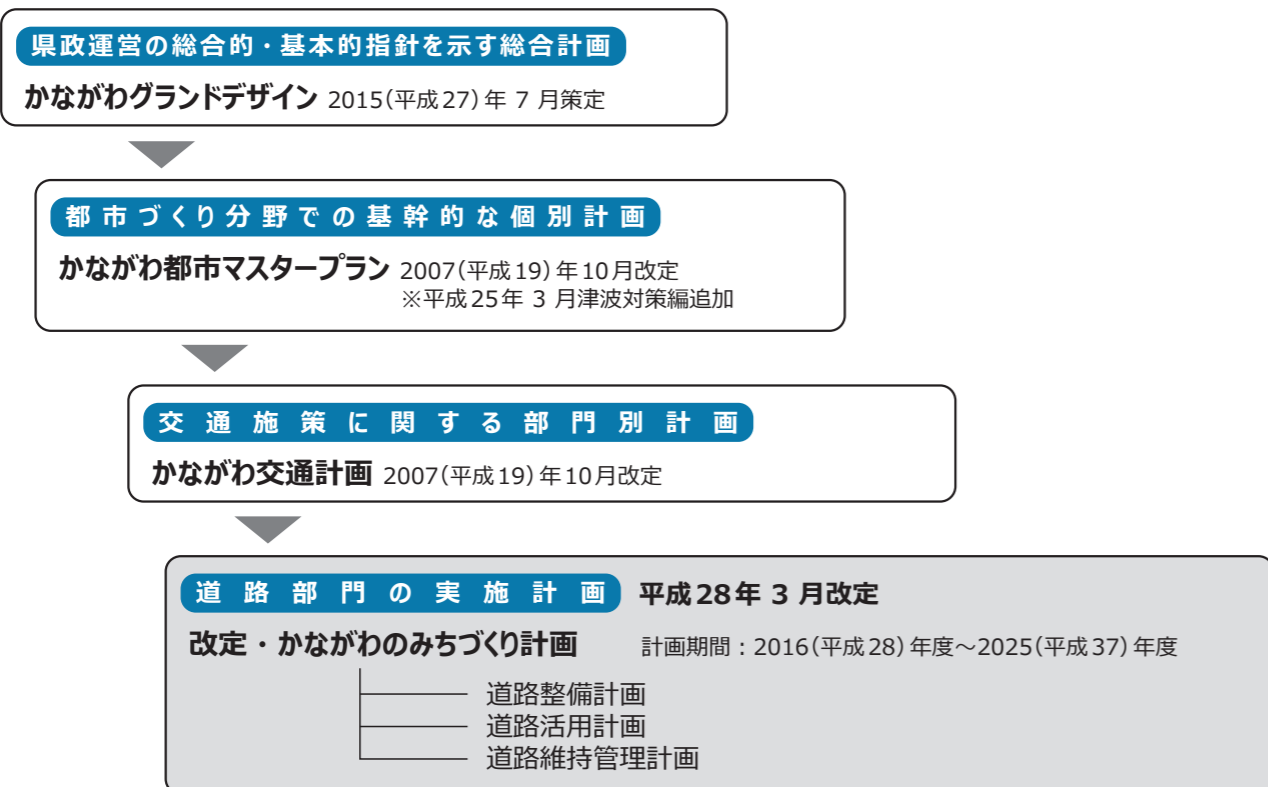 県政運営の総合的・基本的指針を示す総合計画
かながわグランドデザイン 2015(平成27)年 7 月策定
都市づくり分野での基幹的な個別計画
かながわ都市マスタープラン 2007(平成19)年10月改定
※平成25年 3 月津波対策編追加
交通施策に関する部門別計画
かながわ交通計画 2007(平成19)年10月改定
道路部門の実施計画 平成28年 3 月改定
改定・かながわのみちづくり計画 計画期間:2016(平成28)年度~2025(平成37)年度
道路整備計画
道路活用計画
道路維持管理計画